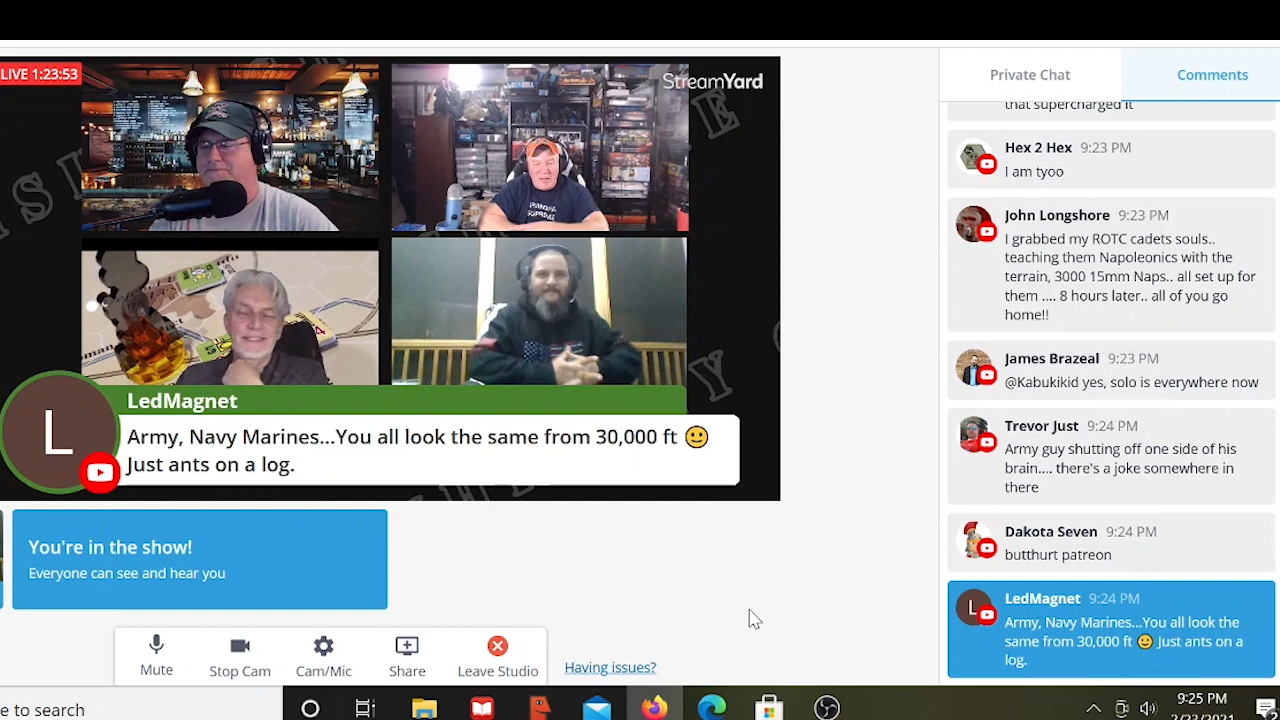 LIVE 1:23:53
StreamYard
LedMagnet
L
Army, Navy Marines...You all look the same from 30,000 ft 🙂
Just ants on a log.
You're in the show!
Everyone can see and hear you
Mute
Stop Cam
Cam/Mic
Share
Leave Studio
Having issues?
Private Chat
Comments
that supercharged it
Hex 2 Hex 9:23 PM
I am tyoo
John Longshore 9:23 PM
I grabbed my ROTC cadets souls..
teaching them Napoleonics with the
terrain, 3000 15mm Naps.. all set up for
them .... 8 hours later.. all of you go
home!!
James Brazeal 9:23 PM
@Kabukikid yes, solo is everywhere now
Trevor Just 9:24 PM
Army guy shutting off one side of his
brain.... there's a joke somewhere in
there
Dakota Seven 9:24 PM
butthurt patreon
L
LedMagnet 9:24 PM
Army, Navy Marines...You all look the
same from 30,000 ft 🙂 Just ants on a
log.
e to search
9:25 PM
2/23/2021